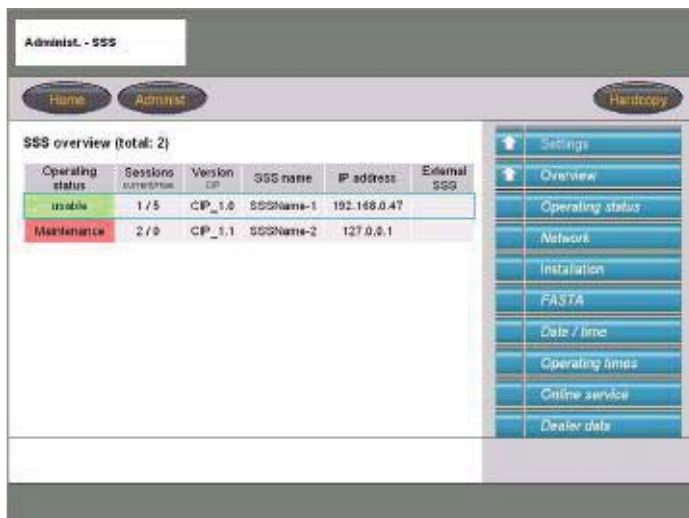 Administ. - SSS
Home Administ Hardcopy
SSS overview (total: 2)
Operating status Sessions current/max Version CIP SSS name IP address External SSS
usable 1 / 5 CIP_1.0 SSSName-1 192.168.0.47
Maintenance 2 / 0 CIP_1.1 SSSName-2 127.0.0.1
Settings
Overview
Operating status
Network
Installation
FASTA
Date / time
Operating times
Online service
Dealer data